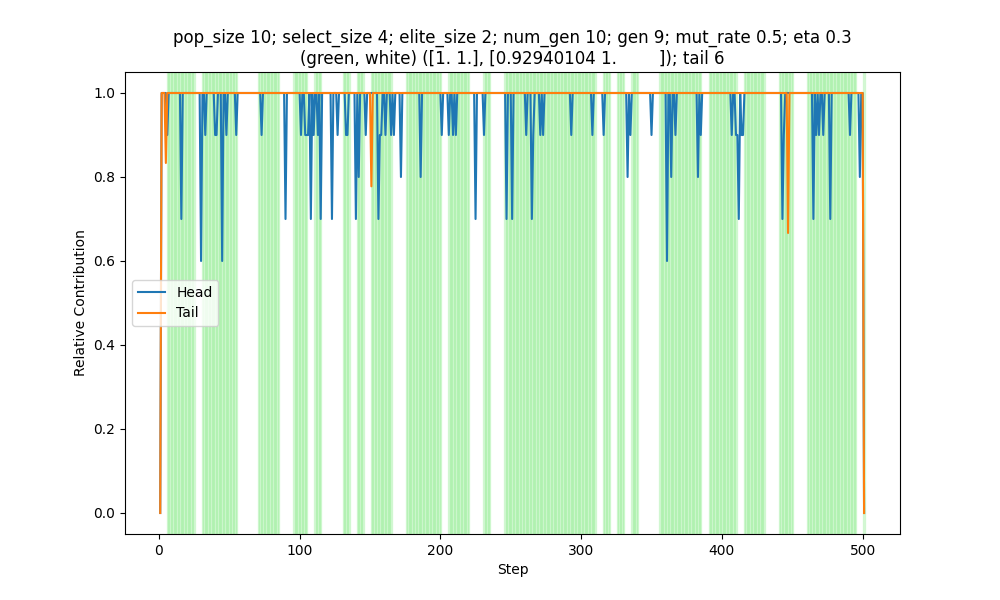 pop_size 10; select_size 4; elite_size 2; num_gen 10; gen 9; mut_rate 0.5; eta 0.3
(green, white) ([1. 1.], [0.92940104 1.         ]); tail 6
1.0
0.8
0.6
0.4
0.2
0.0
Relative Contribution
Head
Tail
0 100 200 300 400 500
Step